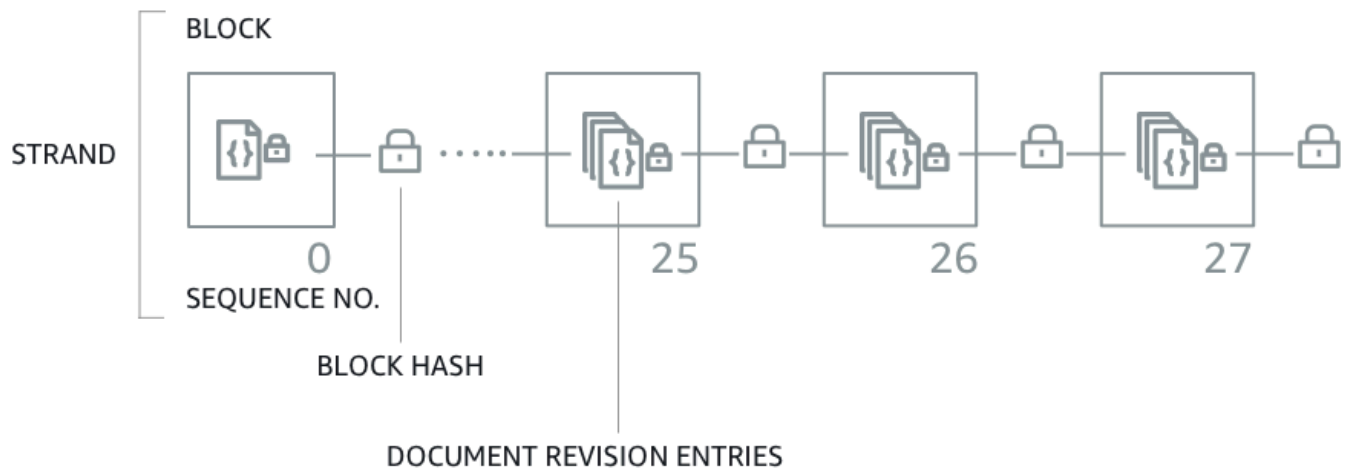 BLOCK
STRAND
{}
{}
{}
{}
0
25
26
27
SEQUENCE NO.
BLOCK HASH
DOCUMENT REVISION ENTRIES